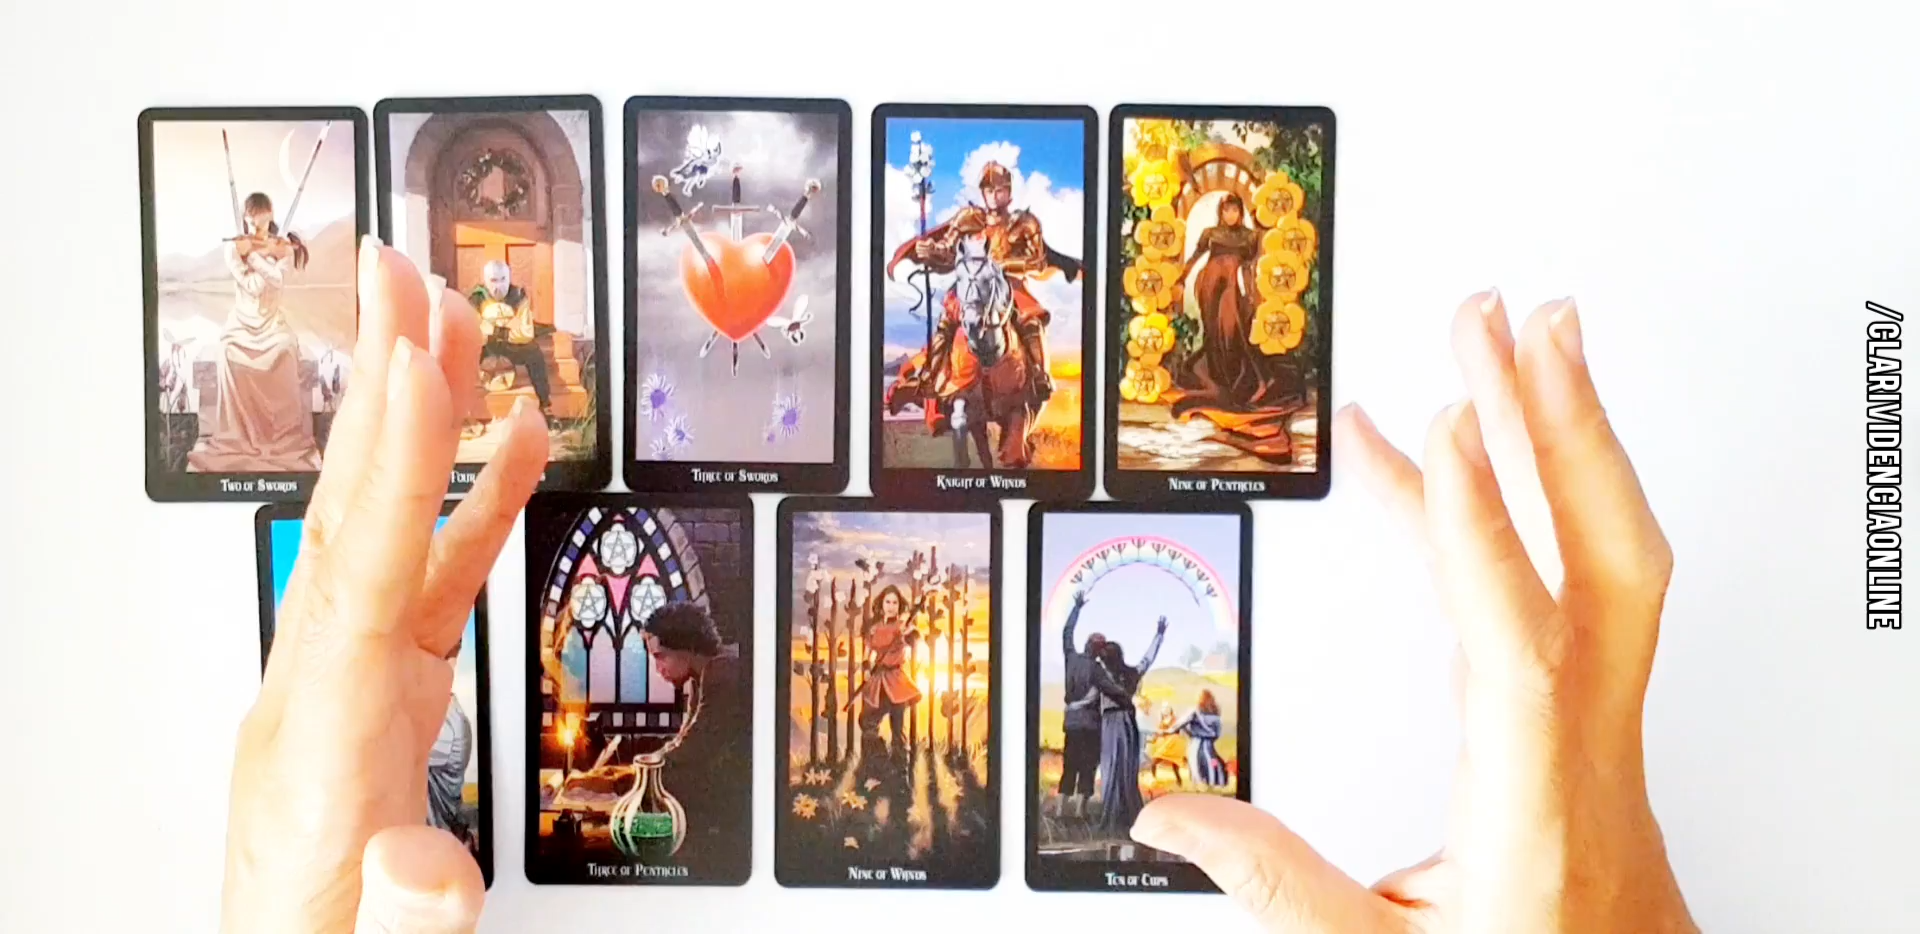 Two of Swords
Four
Three of Swords
Knight of Wands
Nine of Pentacles
Three of Pentacles
Nine of Wands
Ten of Cups
/CLARIVIDENCIAONLINE